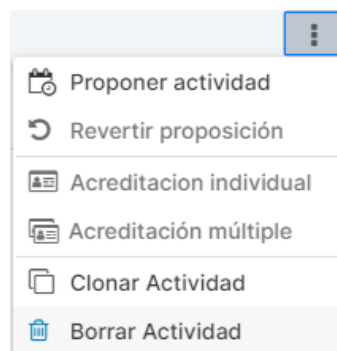 Proponer actividad
Revertir proposición
Acreditacion individual
Acreditación múltiple
Clonar Actividad
Borrar Actividad